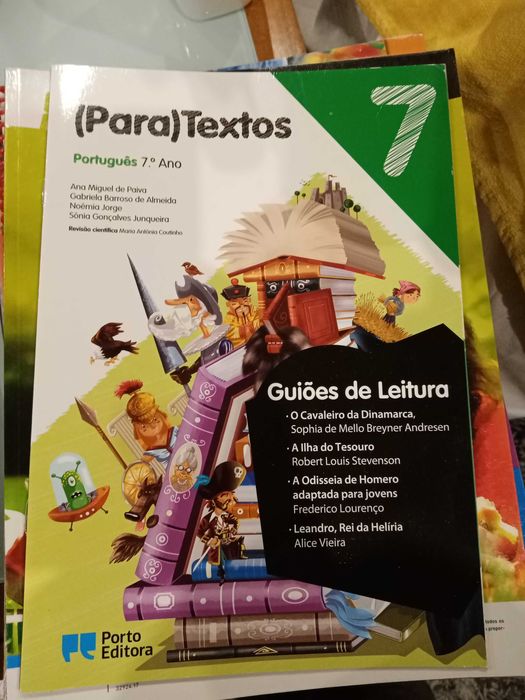 (Para)Textos
7
Português 7.º Ano
Ana Miguel de Paiva
Gabriela Barroso de Almeida
Noémia Jorge
Sónia Gonçalves Junqueira
Revisão científica Maria Antónia Coutinho
Guiões de Leitura
• O Cavaleiro da Dinamarca,
Sophia de Mello Breyner Andresen
• A Ilha do Tesouro
Robert Louis Stevenson
• A Odisseia de Homero
adaptada para jovens
Frederico Lourenço
• Leandro, Rei da Helíria
Alice Vieira
Porto
Editora